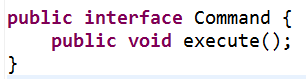 public interface Command {
    public void execute();
}